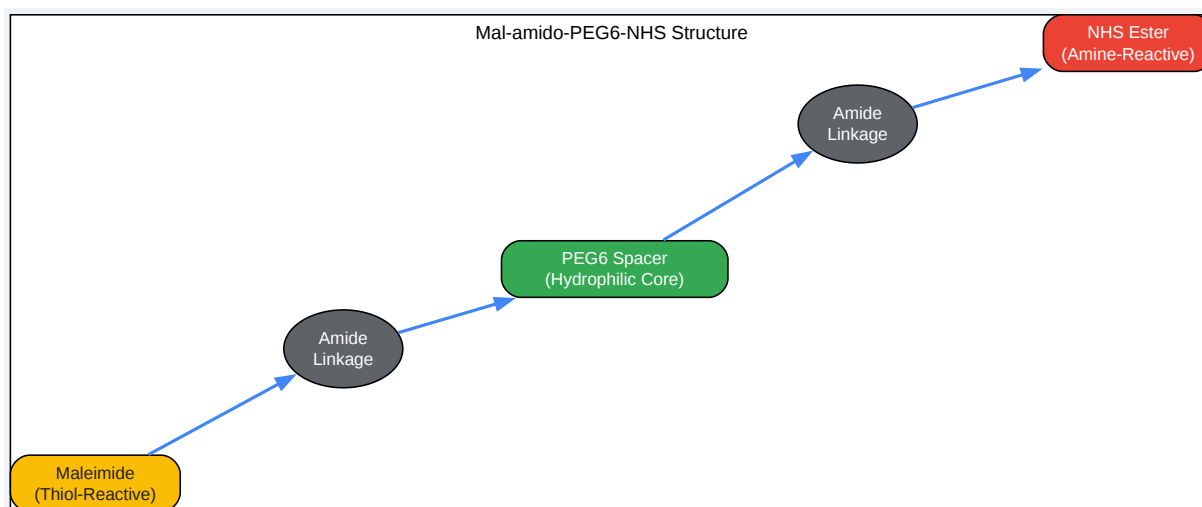 Mal-amido-PEG6-NHS Structure
NHS Ester
(Amine-Reactive)
Amide
Linkage
PEG6 Spacer
(Hydrophilic Core)
Amide
Linkage
Maleimide
(Thiol-Reactive)